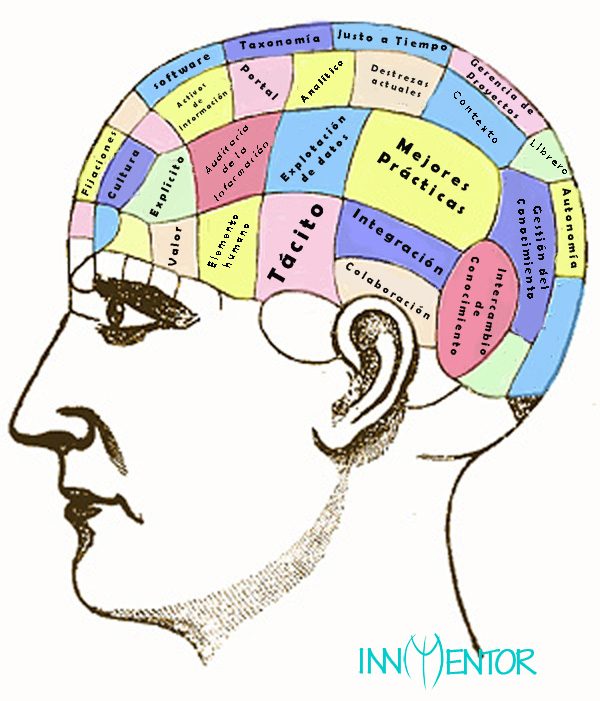 Taxonomía
Justo a Tiempo
software
Gerencia de
proyectos
Activos
de
información
Portal
Analítico
Destrezas
actuales
Contexto
Librero
Fijaciones
Cultura
Explícito
Auditoria
de la
información
Explotación
de datos
Mejores
Prácticas
Autonomía
Gestión del
Conocimiento
Valor
Elemento
humano
Tácito
Integración
Colaboración
Intercambio
de
Conocimiento
INNMENTOR